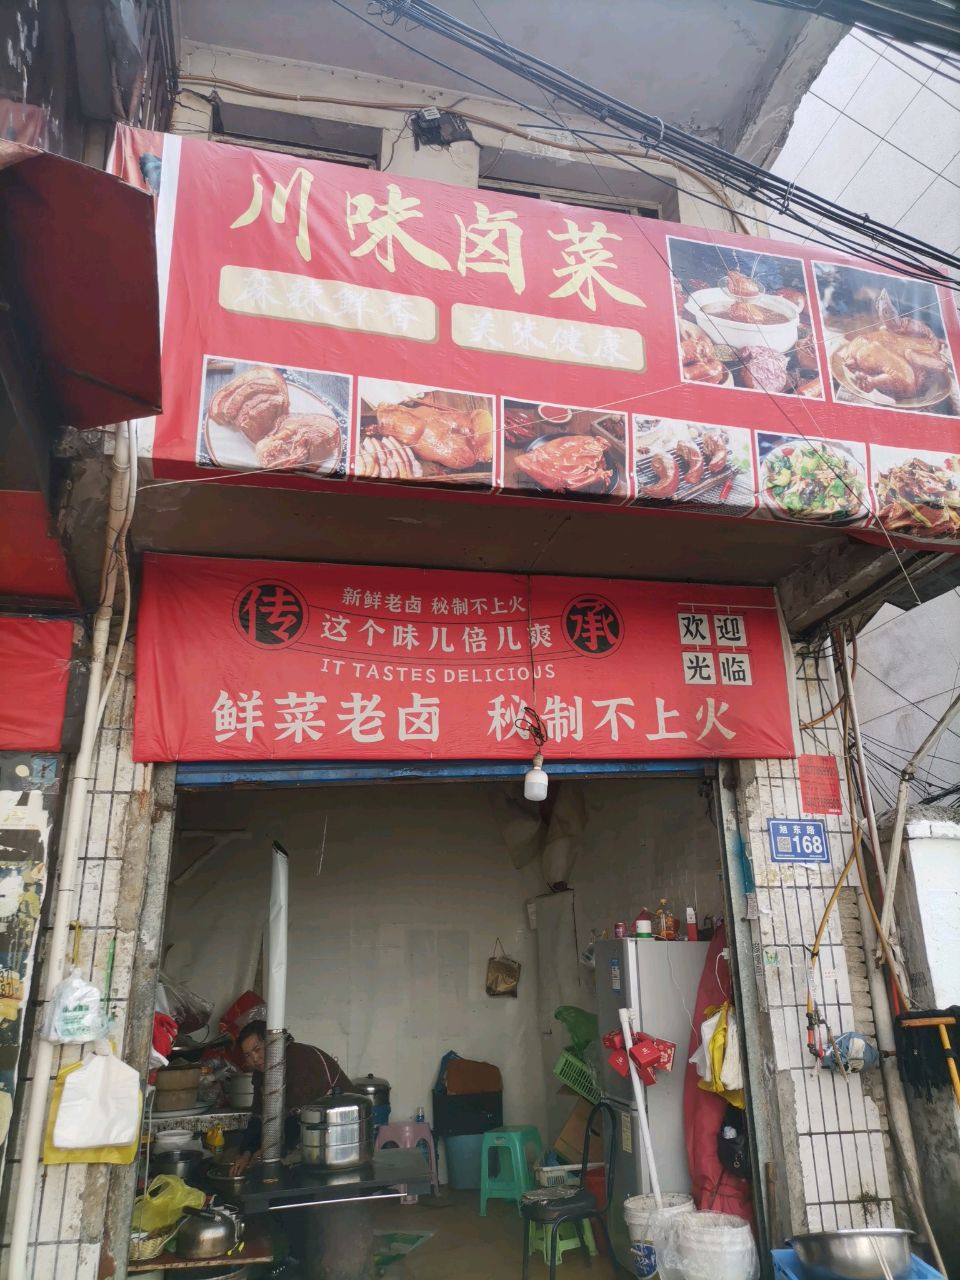 川味卤菜
麻辣鲜香
美味健康
传
新鲜老卤 秘制不上火
这个味儿倍儿爽
IT TASTES DELICIOUS
承
欢迎
光临
鲜菜老卤 秘制不上火
旭东路
168